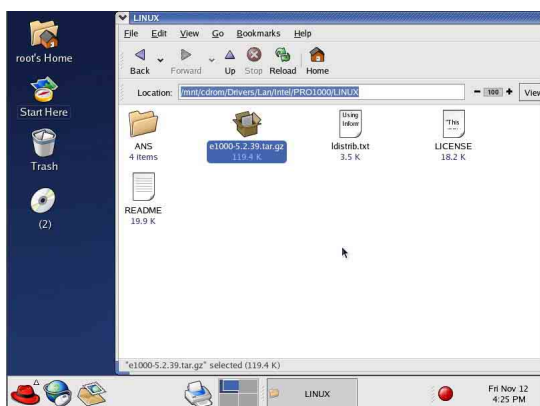 LINUX
File Edit View Go Bookmarks Help
Back Forward Up Stop Reload Home
Location: /mnt/cdrom/Drivers/Lan/Intel/PRO1000/LINUX
100
View
root's Home
Start Here
Trash
(2)
ANS
4 items
e1000-5.2.39.tar.gz
119.4 K
Using
Inform
ldistrib.txt
3.5 K
"This
LICENSE
18.2 K
README
19.9 K
"e1000-5.2.39.tar.gz" selected (119.4 K)
LINUX
Fri Nov 12
4:25 PM